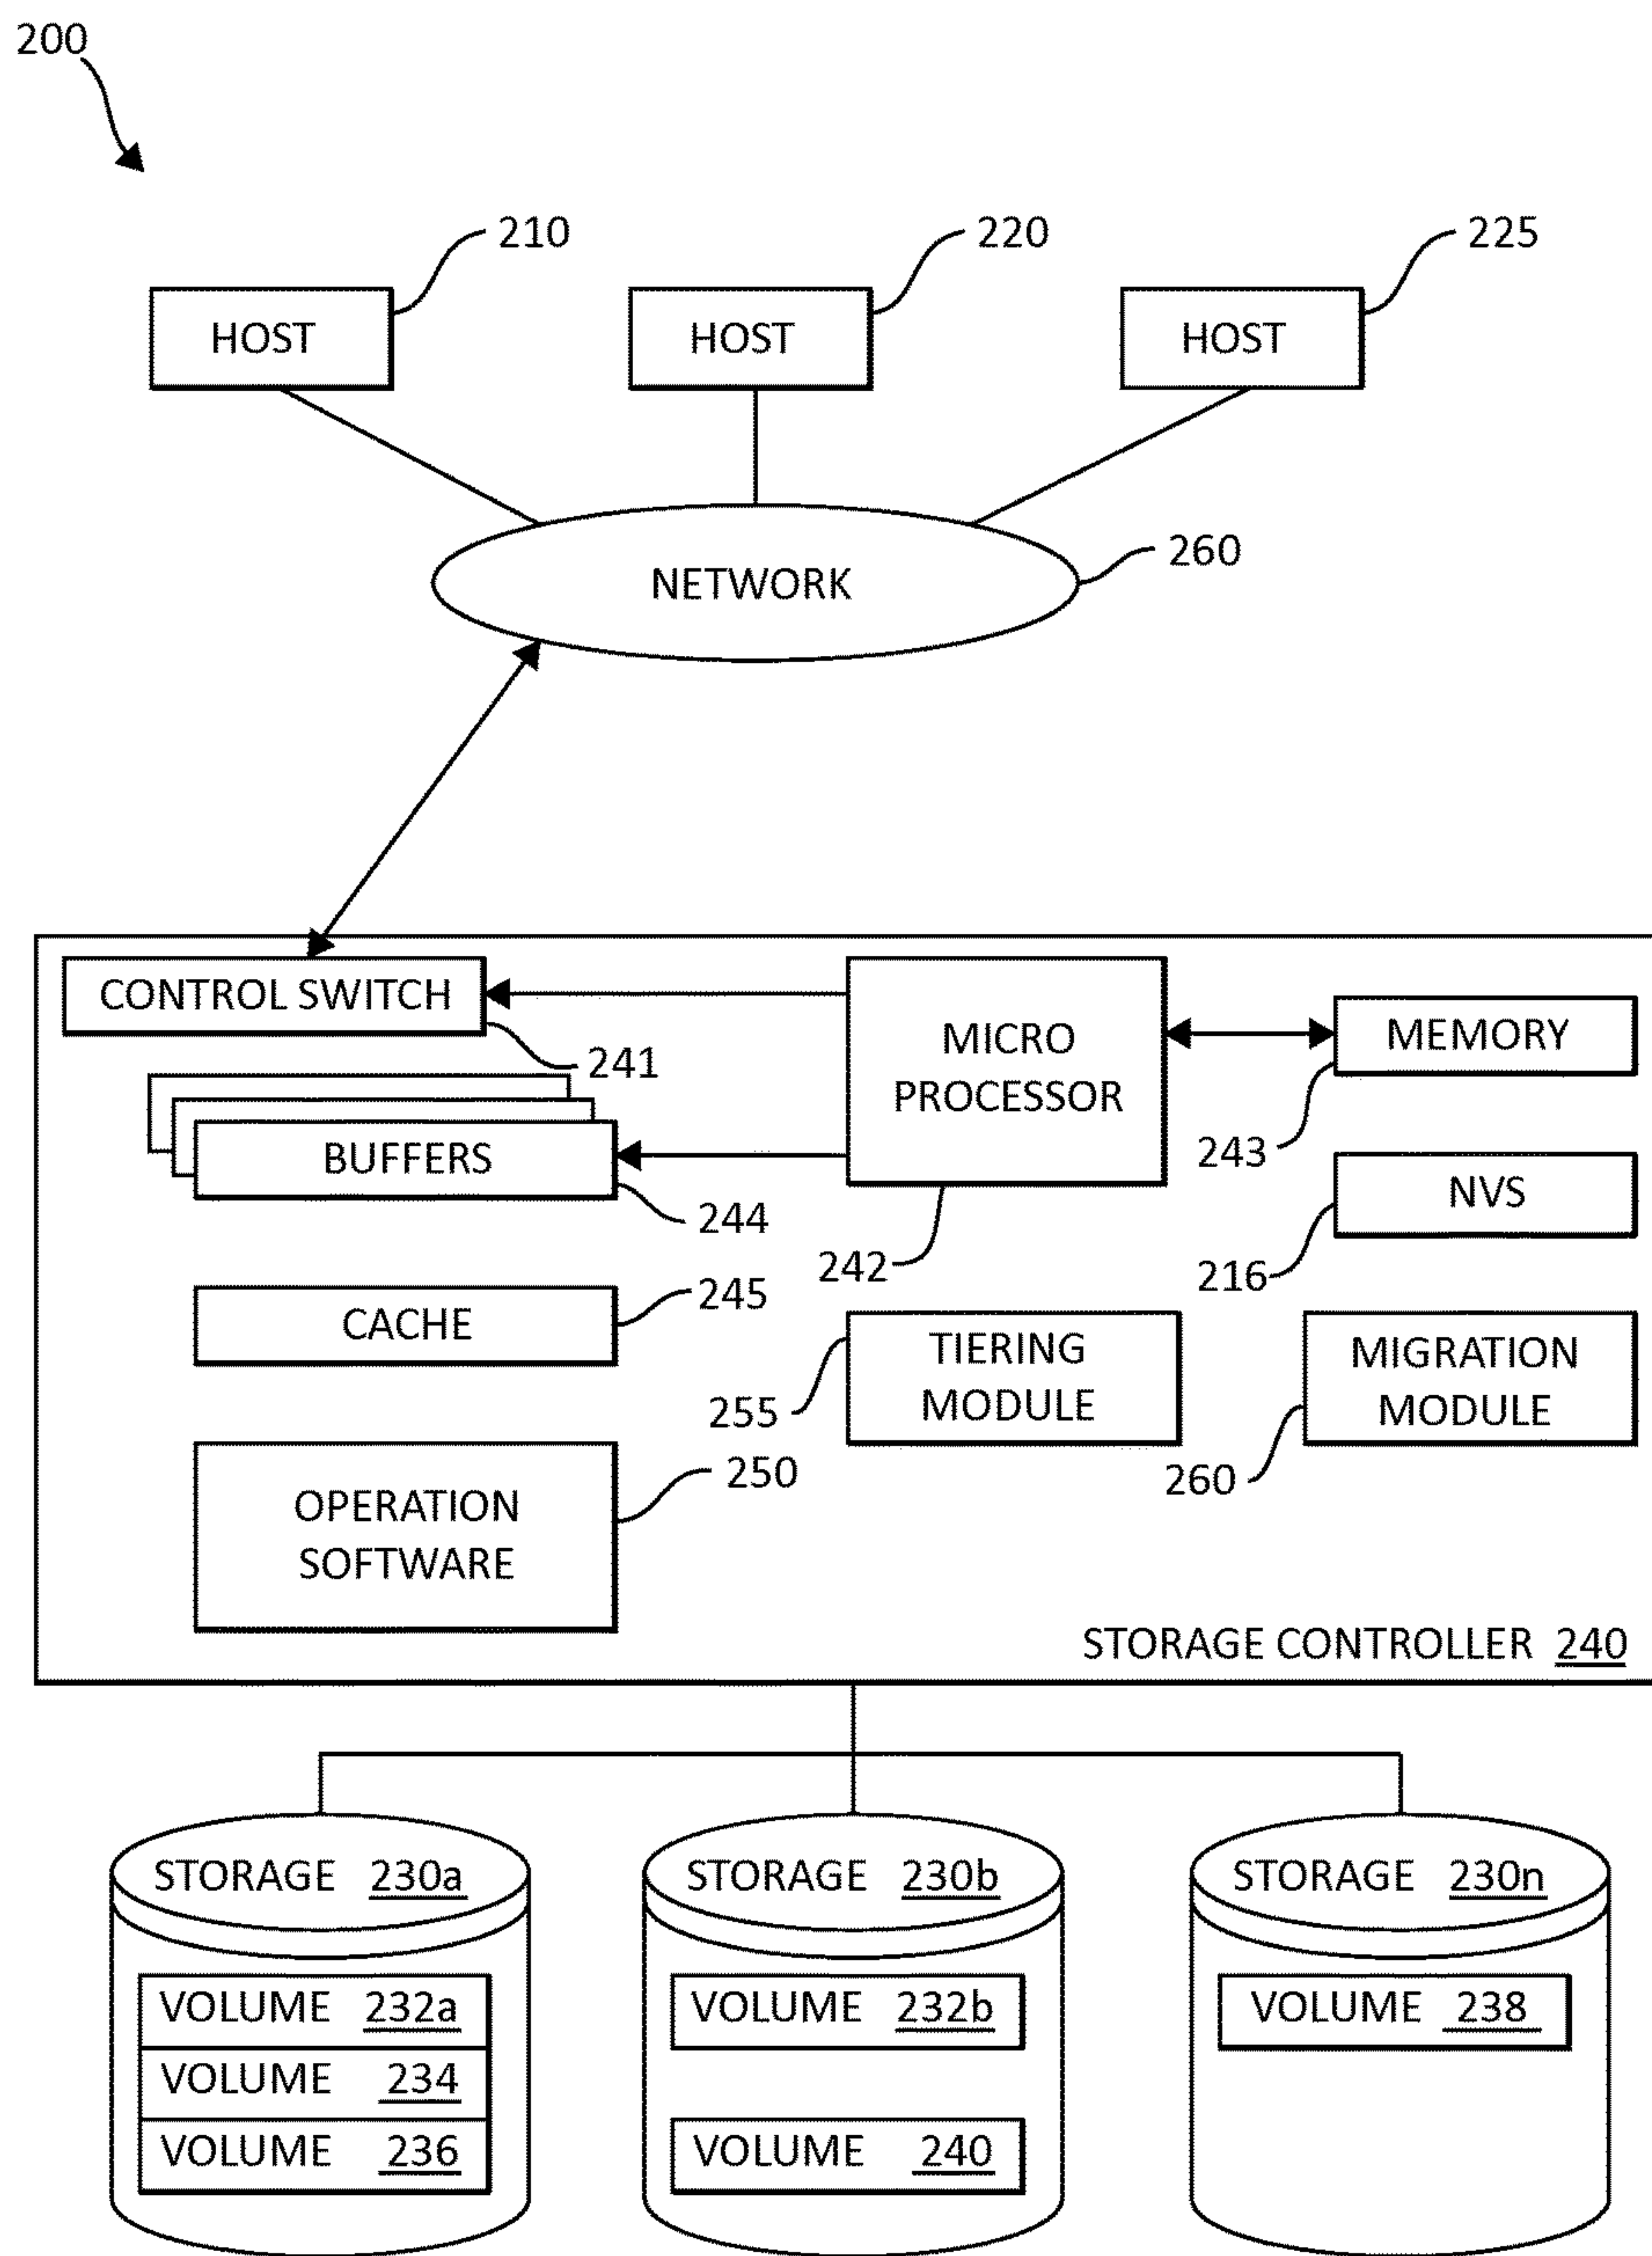 200
210
220
225
HOST
HOST
HOST
260
NETWORK
CONTROL SWITCH
241
MICRO
PROCESSOR
242
MEMORY
243
BUFFERS
244
NVS
216
CACHE
245
TIERING
MODULE
255
MIGRATION
MODULE
260
OPERATION
SOFTWARE
250
STORAGE CONTROLLER 240
STORAGE 230a
VOLUME 232a
VOLUME 234
VOLUME 236
STORAGE 230b
VOLUME 232b
VOLUME 240
STORAGE 230n
VOLUME 238